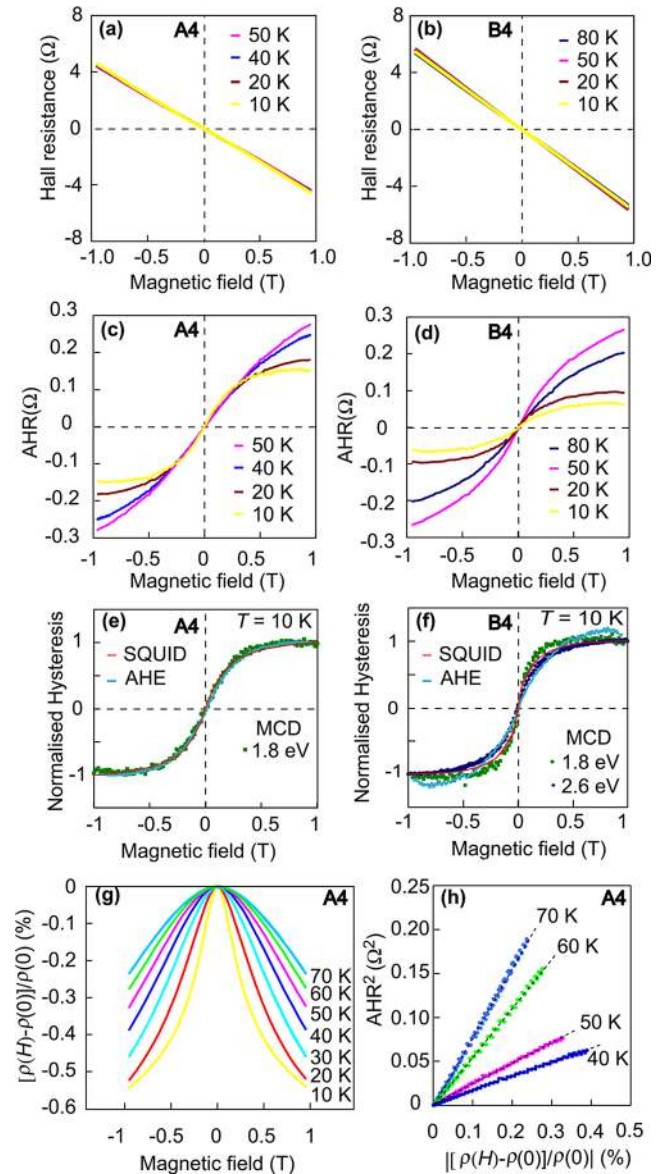 (a) A4
50 K
40 K
20 K
10 K
Hall resistance (Ω)
4
0
-4
-8
-1.0 -0.5 0 0.5 1.0
Magnetic field (T)
(b) B4
80 K
50 K
20 K
10 K
Hall resistance (Ω)
4
0
-4
-8
-1.0 -0.5 0 0.5 1.0
Magnetic field (T)
(c) A4
0.3
0.2
0.1
0
-0.1
-0.2
-0.3
AHR(Ω)
50 K
40 K
20 K
10 K
-1 -0.5 0 0.5 1
Magnetic field (T)
(d) B4
0.3
0.2
0.1
0
-0.1
-0.2
0.3
AHR(Ω)
80 K
50 K
20 K
10 K
-1 -0.5 0 0.5 1
Magnetic field (T)
(e) A4 T = 10 K
SQUID
AHE
MCD
1.8 eV
Normalised Hysteresis
1
0
-1
-1 -0.5 0 0.5 1
Magnetic field (T)
(f) B4 T = 10 K
SQUID
AHE
MCD
1.8 eV
2.6 eV
Normalised Hysteresis
1
0
-1
-1 -0.5 0 0.5 1
Magnetic field (T)
(g) A4
0
-0.1
-0.2
-0.3
-0.4
-0.5
-0.6
[ρ(H)-ρ(0)]/ρ(0) (%)
70 K
60 K
50 K
40 K
30 K
20 K
10 K
-1 -0.5 0 0.5 1
Magnetic field (T)
(h) A4
0.25
0.20
0.15
0.10
0.05
0
AHR² (Ω²)
70 K
60 K
50 K
40 K
0 0.1 0.2 0.3 0.4 0.5
|[ρ(H)-ρ(0)]/ρ(0)| (%)